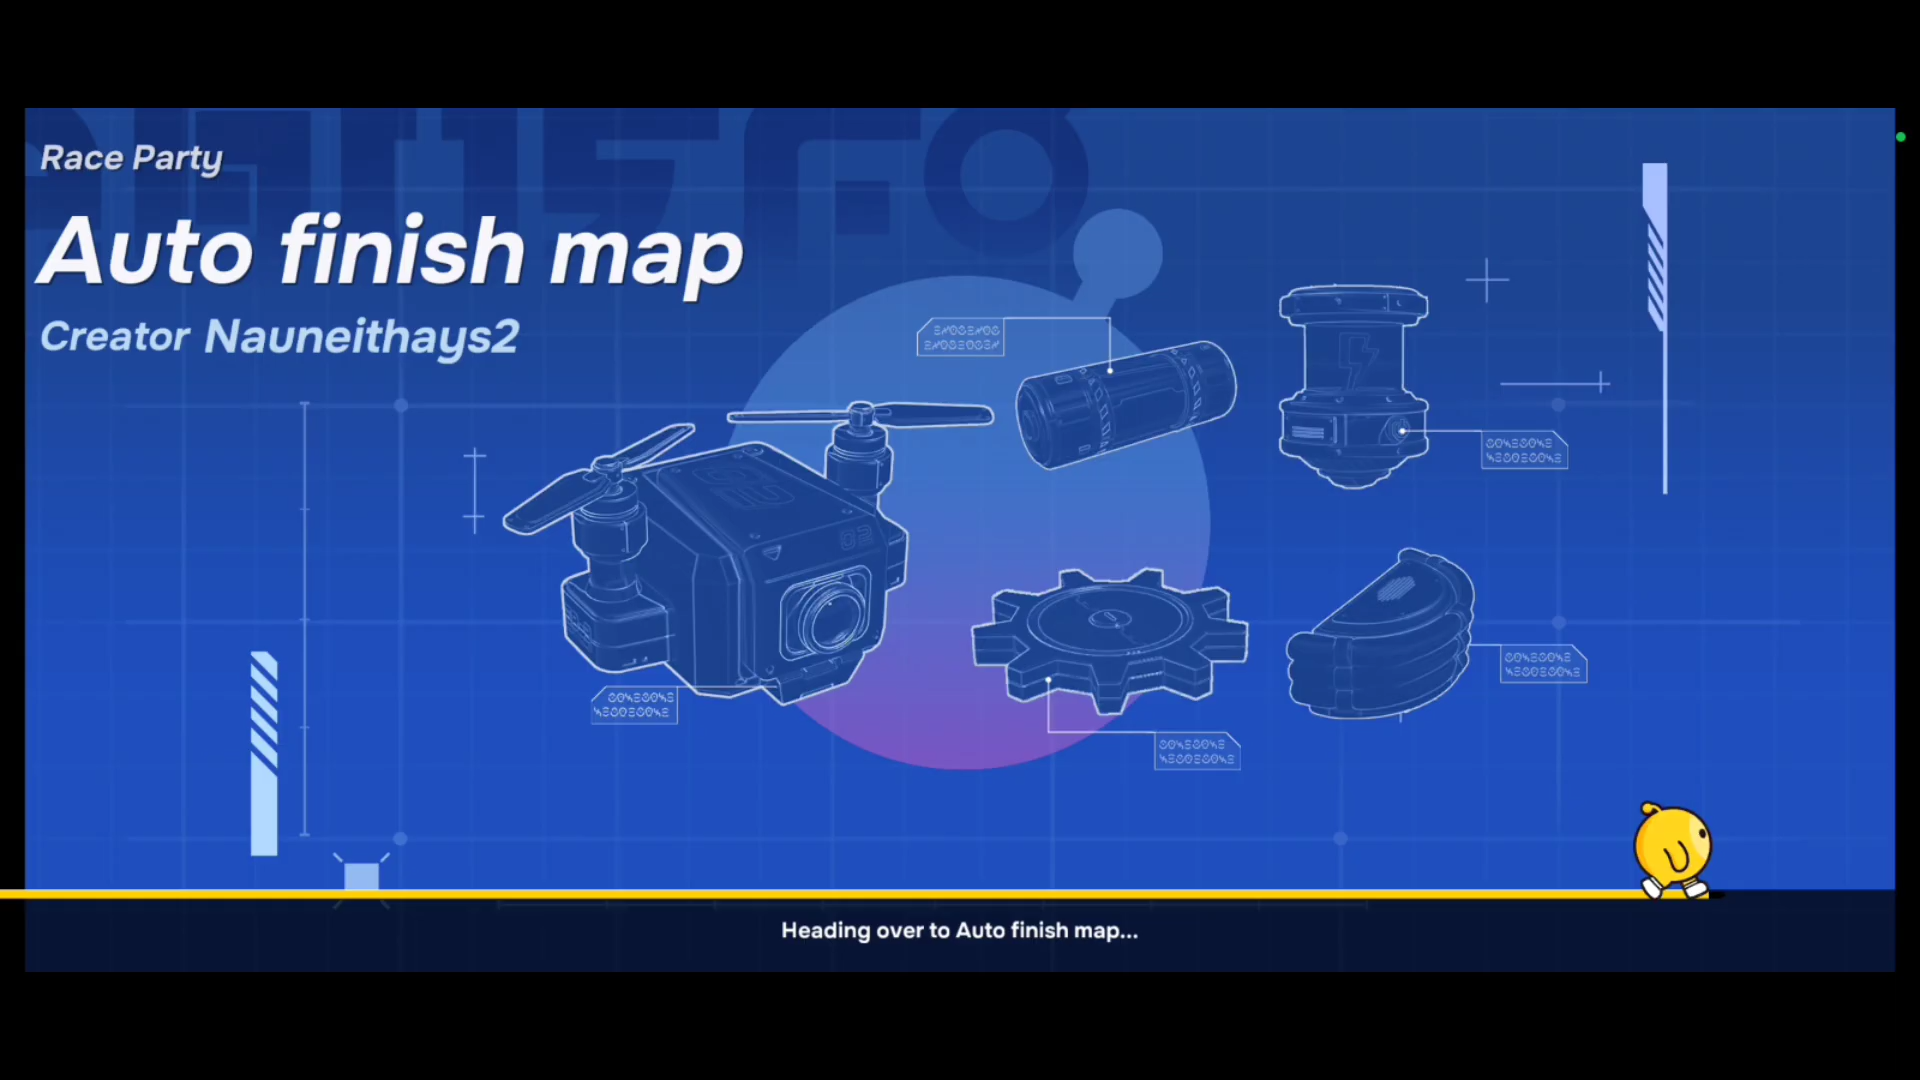 Race Party
Auto finish map
Creator Nauneithays2
Heading over to Auto finish map...